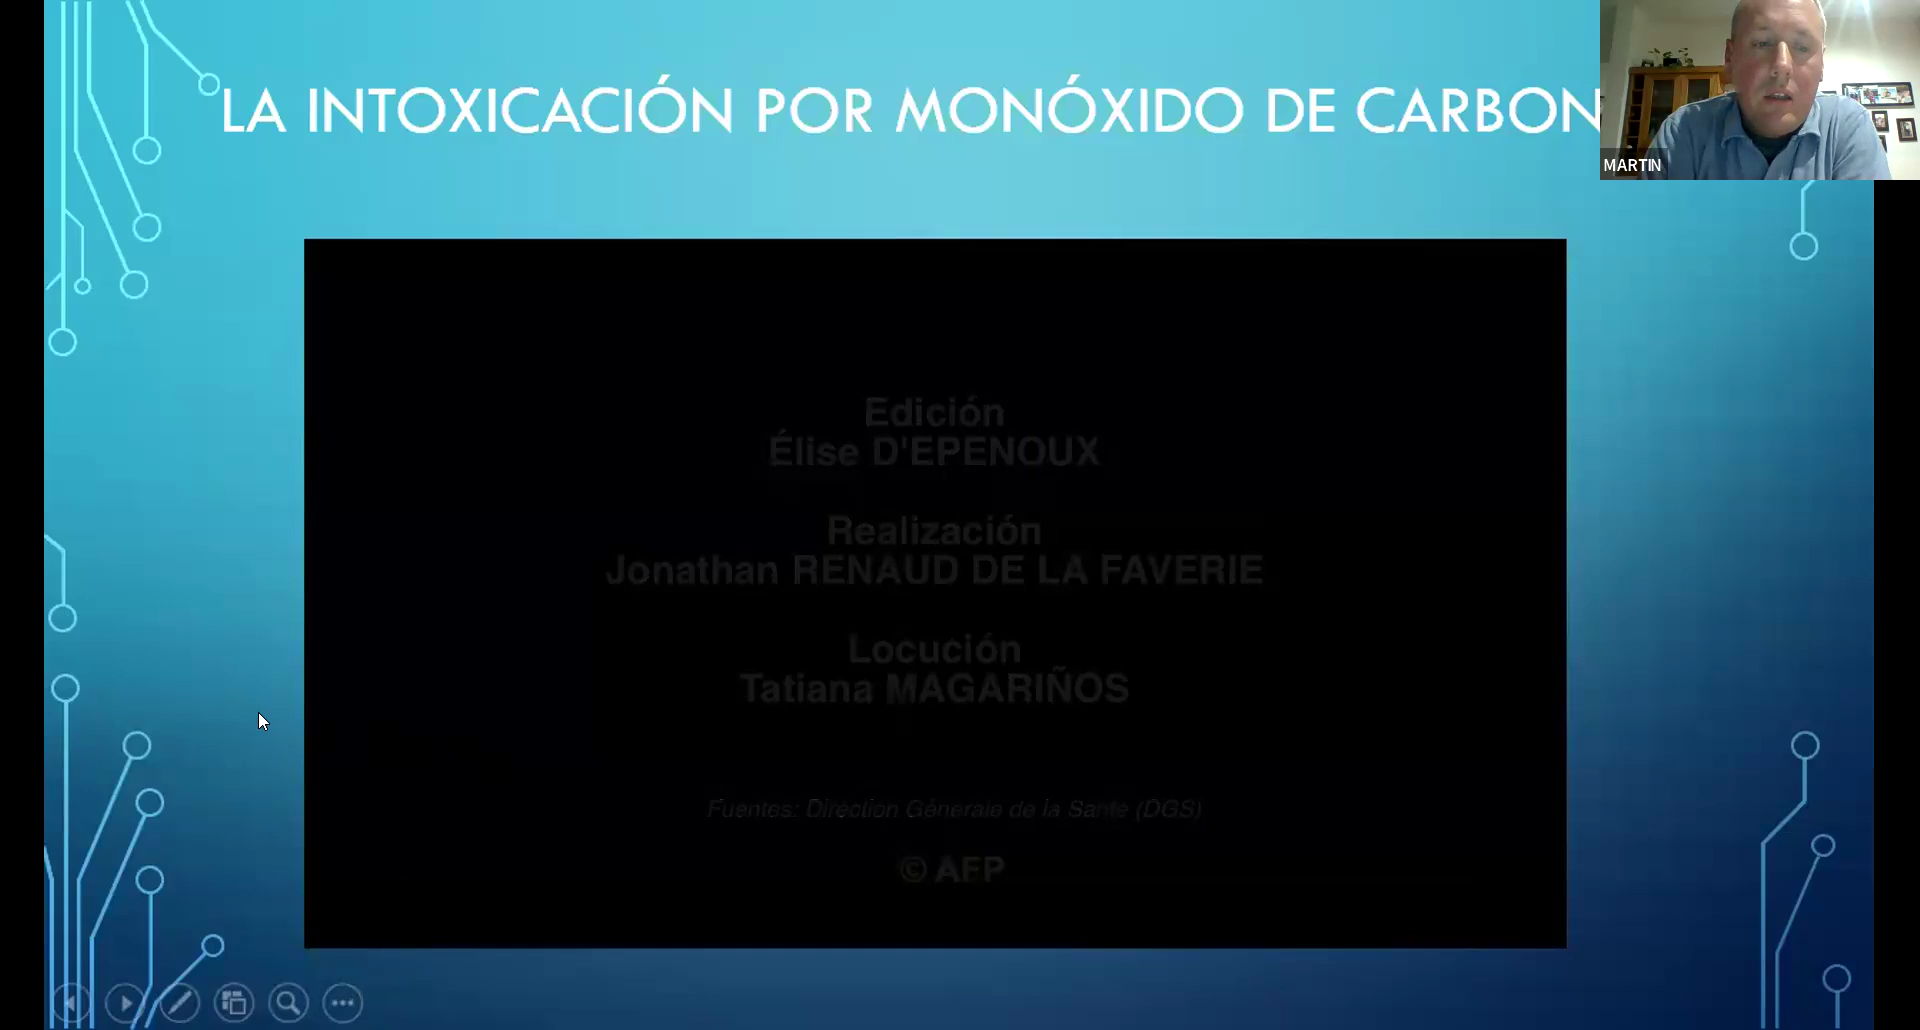 LA INTOXICACIÓN POR MONÓXIDO DE CARBON
MARTIN
Edición
Élise D'EPENOUX
Realización
Jonathan RENAUD DE LA FAVERIE
Locución
Tatiana MAGARIÑOS
Fuentes: Direction Génerale de la Santé (DGS)
© AFP